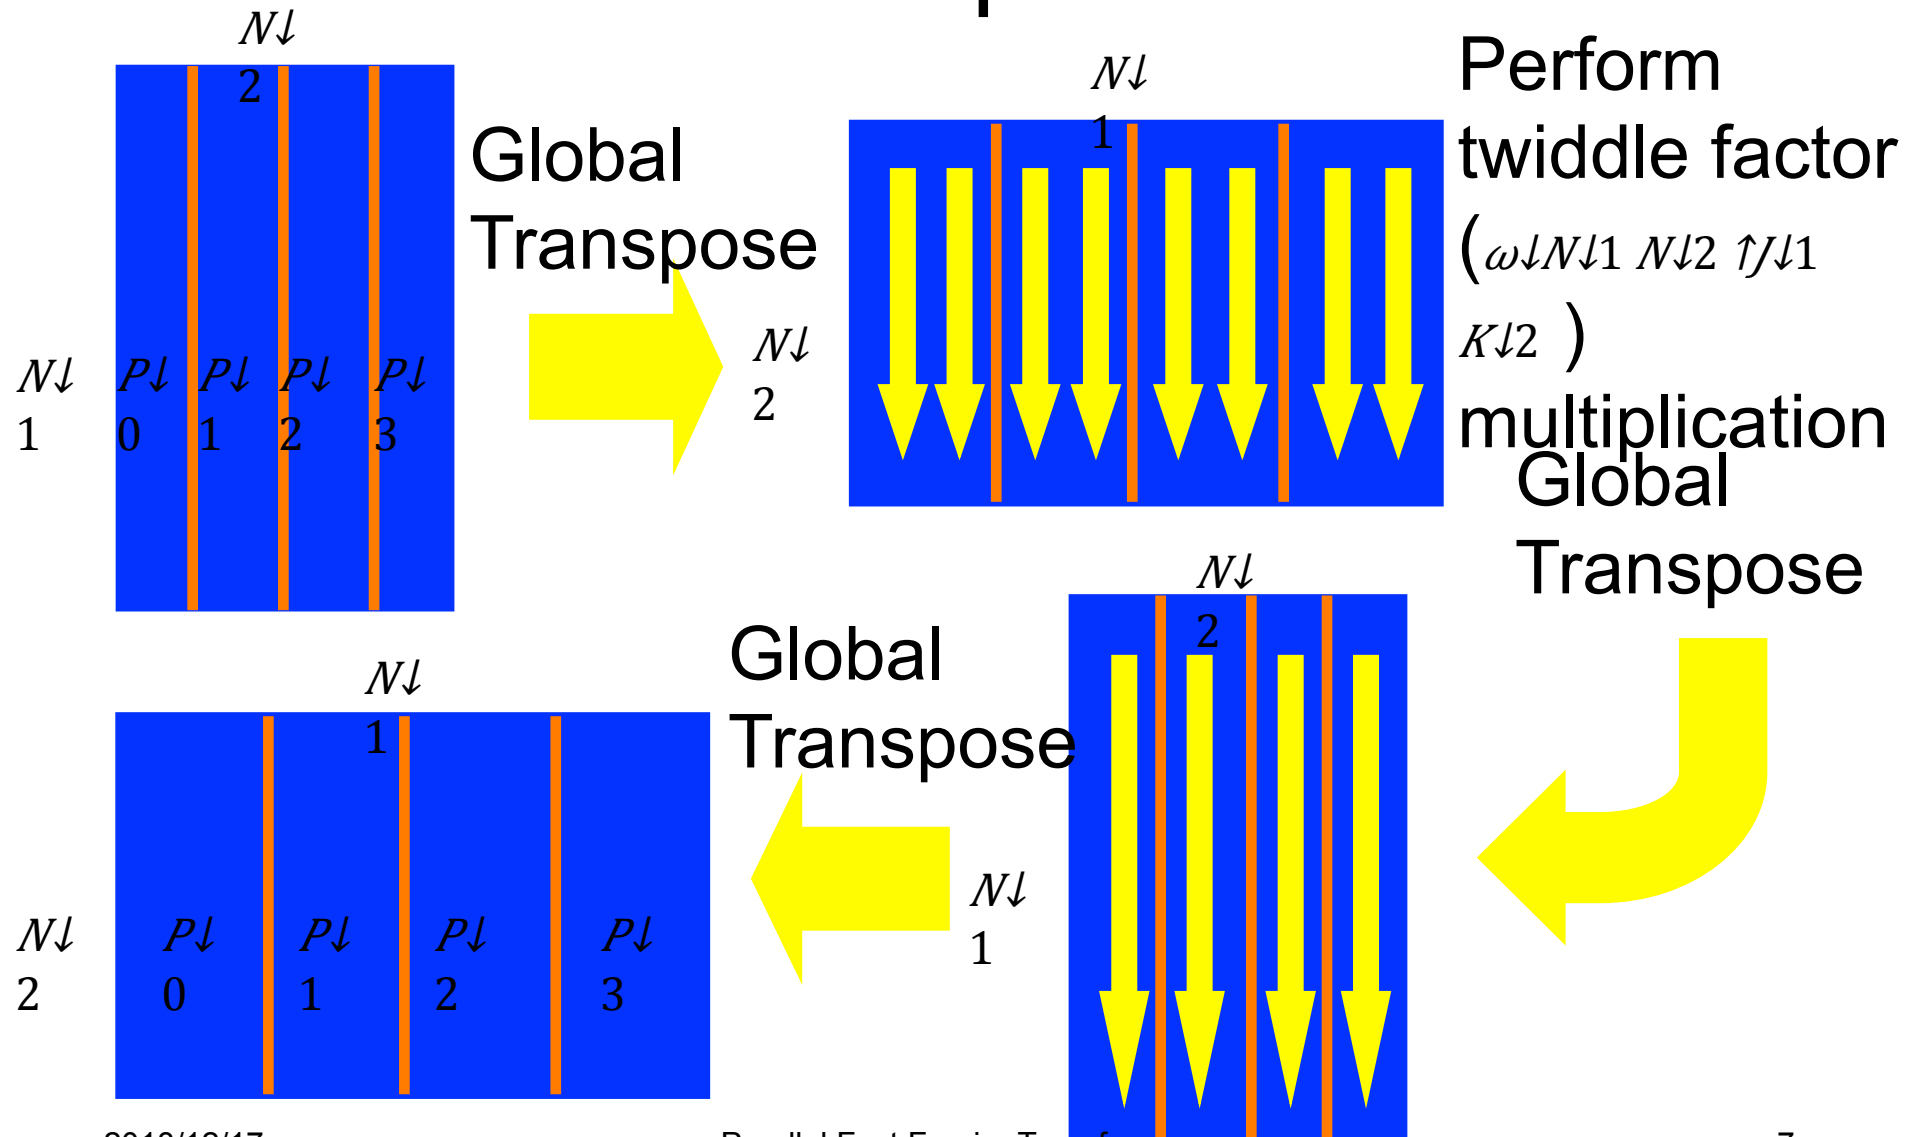 N↓
2
Global
Transpose
N↓
1
P↓
0
P↓
1
P↓
2
P↓
3
N↓
1
N↓
2
Perform
twiddle factor
(ω↓N↓1 N↓2 ↑J↓1
K↓2 )
multiplication
Global
Transpose
N↓
2
N↓
1
Global
Transpose
N↓
1
N↓
2
P↓
0
P↓
1
P↓
2
P↓
3